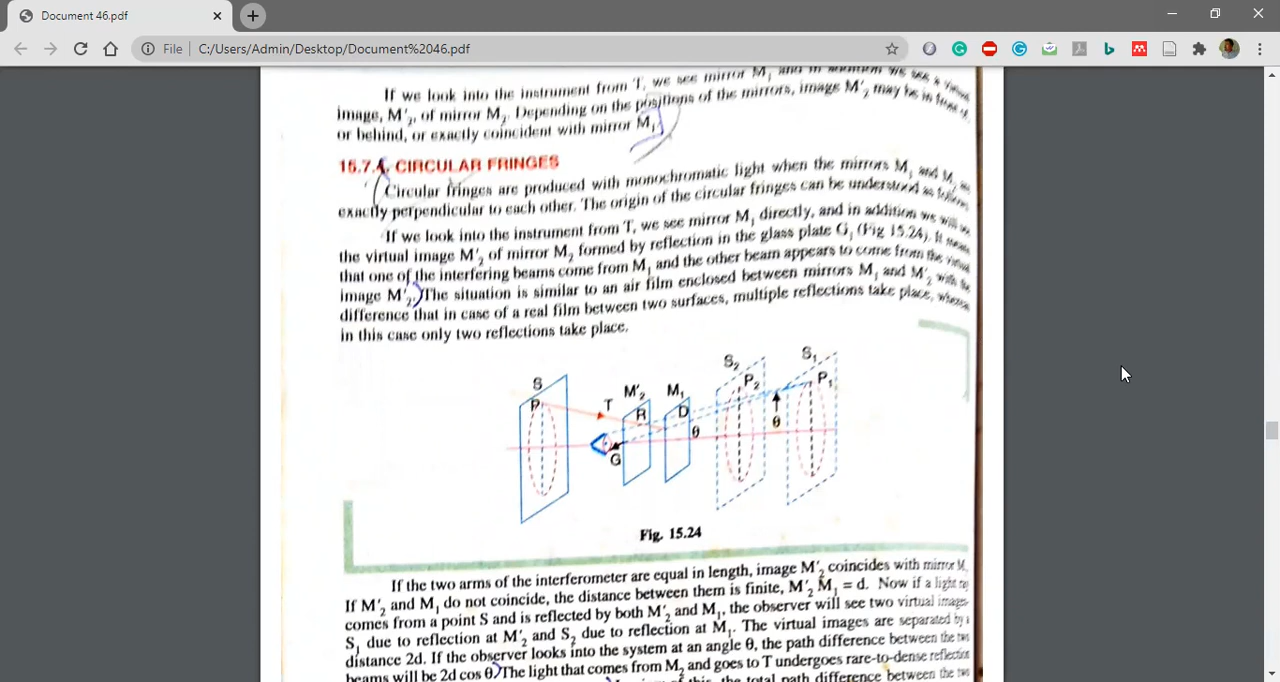 Document 46.pdf
File | C:/Users/Admin/Desktop/Document%2046.pdf
If we look into the instrument from T, we see mirror M₁ and in addition we see a
image, M′₂, of mirror M₂. Depending on the positions of the mirrors, image M′₂ may be in
or behind, or exactly coincident with mirror M₁.
15.7.4. CIRCULAR FRINGES
Circular fringes are produced with monochromatic light when the mirrors M₁ and M₂
exactly perpendicular to each other. The origin of the circular fringes can be understood as
If we look into the instrument from T, we see mirror M₁ directly, and in addition we will
the virtual image M′₂ of mirror M₂ formed by reflection in the glass plate G₁ (Fig 15.24). It
that one of the interfering beams come from M₁ and the other beam appears to come from the
image M′₂. The situation is similar to an air film enclosed between mirrors M₁ and M′₂ with the
difference that in case of a real film between two surfaces, multiple reflections take place,
in this case only two reflections take place.
S₁
S₂
P₂ P₁
S
M′₂ M₁
P T R D
θ θ
G
Fig. 15.24
If the two arms of the interferometer are equal in length, image M′₂ coincides with mirror M
If M′₂ and M₁ do not coincide, the distance between them is finite, M′₂ M₁ = d. Now if a light
comes from a point S and is reflected by both M′₂ and M₁, the observer will see two virtual
S₁ due to reflection at M′₂ and S₂ due to reflection at M₁. The virtual images are separated by a
distance 2d. If the observer looks into the system at an angle θ, the path difference between the
beams will be 2d cos θ. The light that comes from M₂ and goes to T undergoes rare-to-dense
the total path difference between the